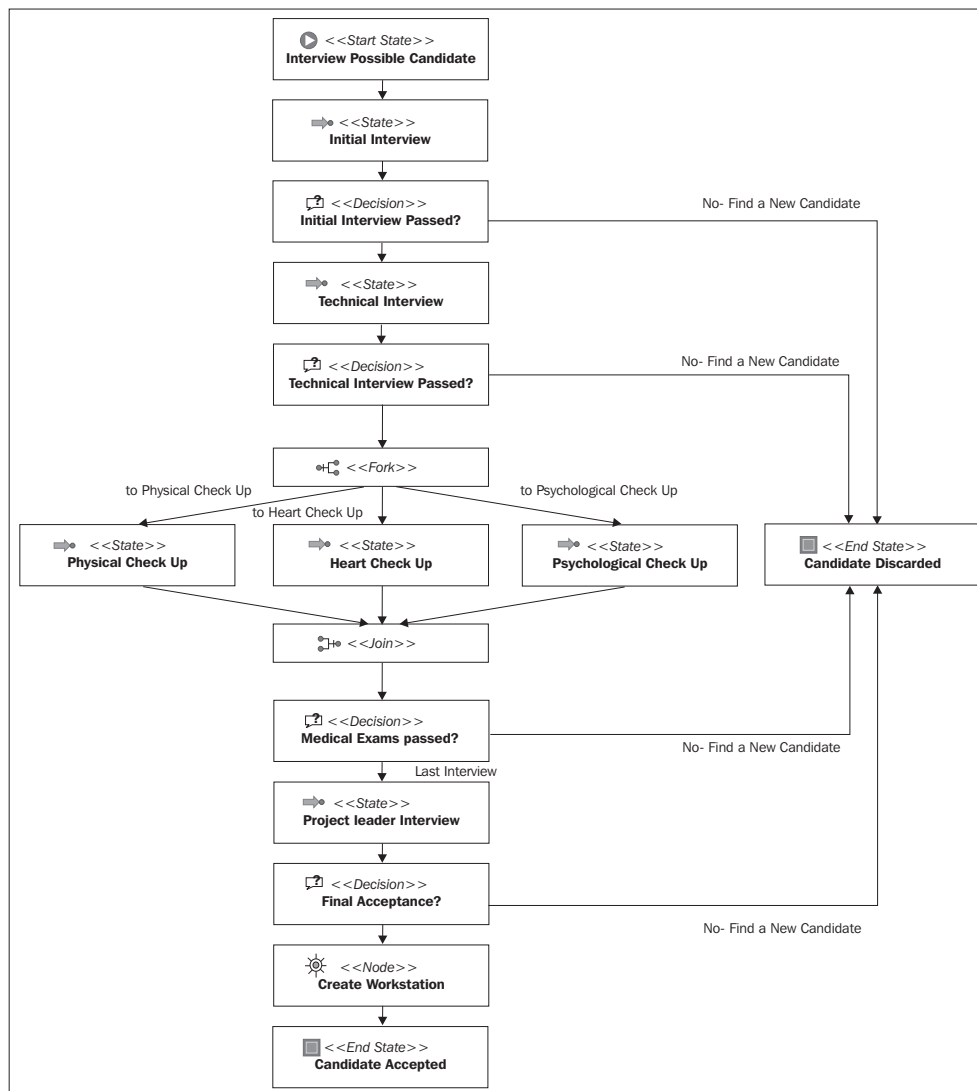 <<Start State>>
Interview Possible Candidate
<<State>>
Initial Interview
<<Decision>>
Initial Interview Passed?
No- Find a New Candidate
<<State>>
Technical Interview
<<Decision>>
Technical Interview Passed?
No- Find a New Candidate
<<Fork>>
to Physical Check Up
to Heart Check Up
to Psychological Check Up
<<State>>
Physical Check Up
<<State>>
Heart Check Up
<<State>>
Psychological Check Up
<<End State>>
Candidate Discarded
<<Join>>
<<Decision>>
Medical Exams passed?
No- Find a New Candidate
Last Interview
<<State>>
Project leader Interview
<<Decision>>
Final Acceptance?
No- Find a New Candidate
<<Node>>
Create Workstation
<<End State>>
Candidate Accepted